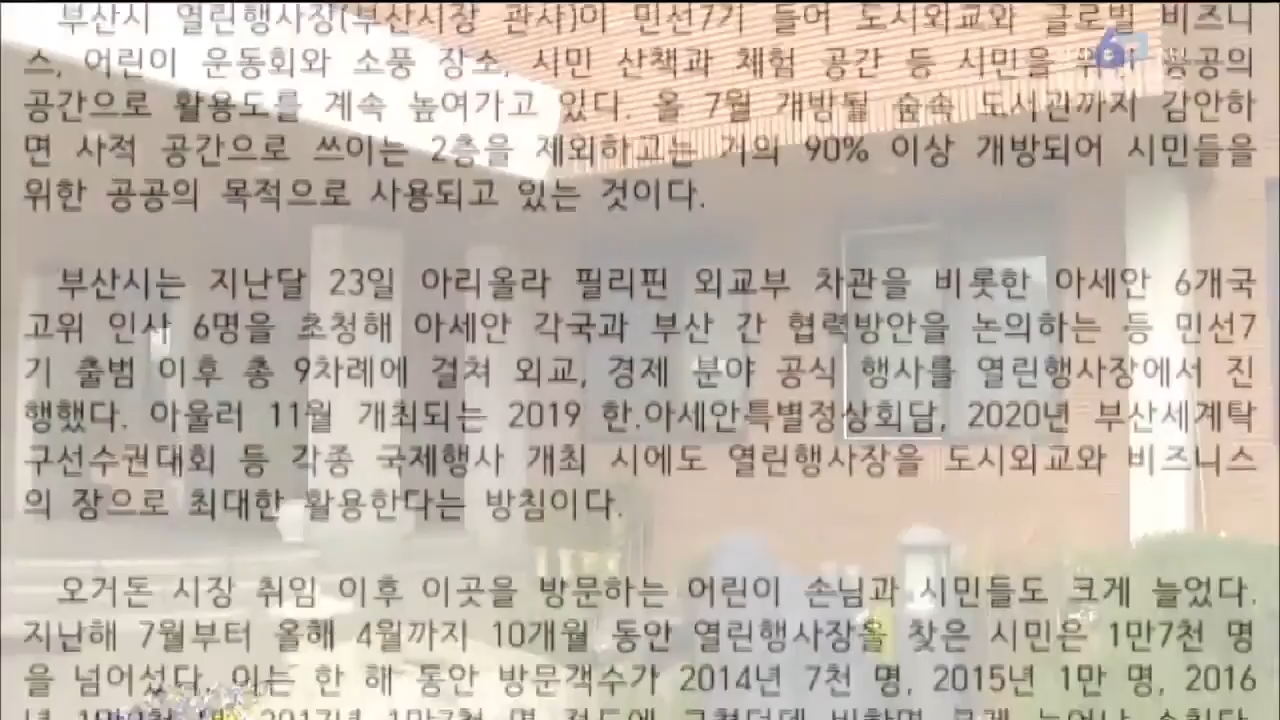 부산시 열린행사장(부산시장 관사)이 민선7기 들어 도시외교와 글로벌 비즈니
스, 어린이 운동회와 소풍 장소, 시민 산책과 체험 공간 등 시민을 공공의
공간으로 활용도를 계속 높여가고 있다. 올 7월 개방될 숲속 도서관까지 감안하
면 사적 공간으로 쓰이는 2층을 제외하고는 거의 90% 이상 개방되어 시민들을
위한 공공의 목적으로 사용되고 있는 것이다.
부산시는 지난달 23일 아리올라 필리핀 외교부 차관을 비롯한 아세안 6개국
고위 인사 6명을 초청해 아세안 각국과 부산 간 협력방안을 논의하는 등 민선7
기 출범 이후 총 9차례에 걸쳐 외교, 경제 분야 공식 행사를 열린행사장에서 진
행했다. 아울러 11월 개최되는 2019 한.아세안특별정상회담, 2020년 부산세계탁
구선수권대회 등 각종 국제행사 개최 시에도 열린행사장을 도시외교와 비즈니스
의 장으로 최대한 활용한다는 방침이다.
오거돈 시장 취임 이후 이곳을 방문하는 어린이 손님과 시민들도 크게 늘었다.
지난해 7월부터 올해 4월까지 10개월 동안 열린행사장을 찾은 시민은 1만7천 명
을 넘어섰다. 이는 한 해 동안 방문객수가 2014년 7천 명, 2015년 1만 명, 2016
2017년 1만7천 명